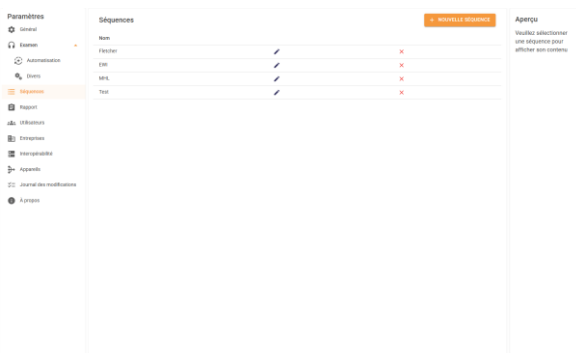 Paramètres
Général
Examen
Automatisation
Divers
Séquences
Rapport
Utilisateurs
Entreprises
Interopérabilité
Appareils
Journal des modifications
À propos
Séquences
+ NOUVELLE SÉQUENCE
Nom
Fletcher
EWI
MHL
Test
Aperçu
Veuillez sélectionner
une séquence pour
afficher son contenu